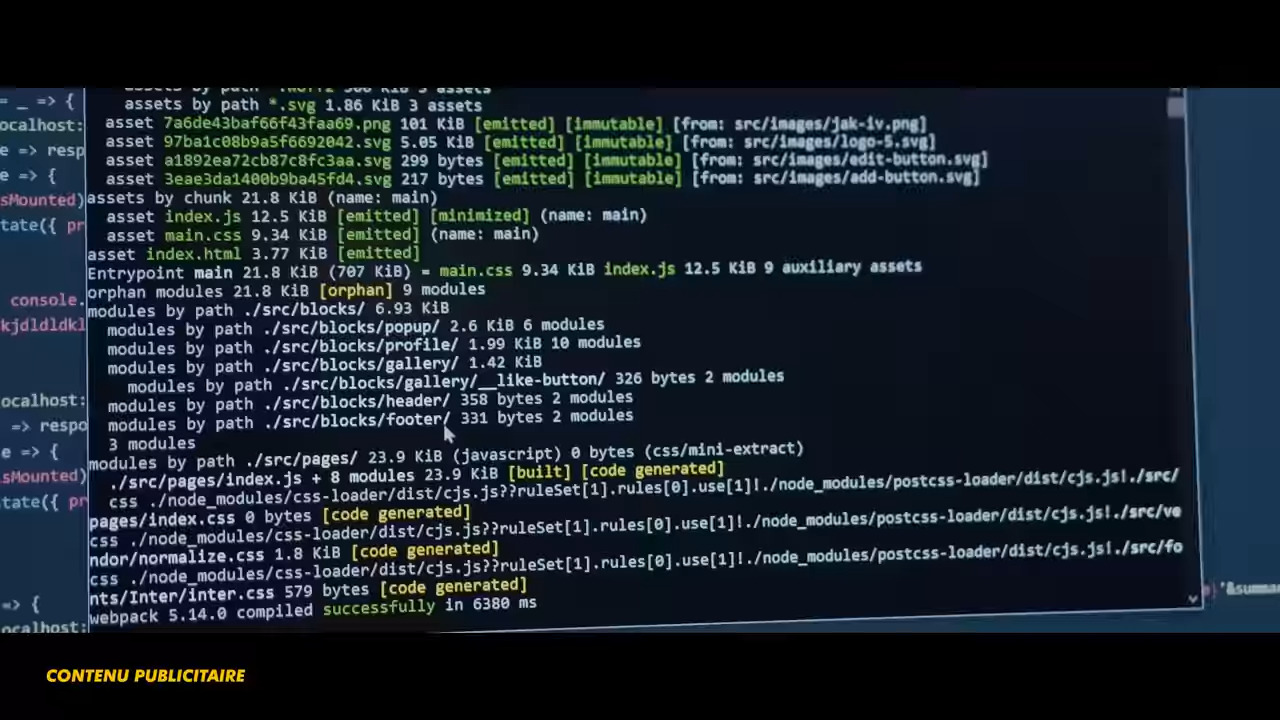 assets by path *.svg 1.86 KiB 3 assets
asset 7a6de43baf66f43faa69.png 101 KiB [emitted] [immutable] [from: src/images/jak-iv.png]
asset 97ba1c08b9a5f6692042.svg 5.05 KiB [emitted] [immutable] [from: src/images/logo-5.svg]
asset a1892ea72cb87c8fc3aa.svg 299 bytes [emitted] [immutable] [from: src/images/edit-button.svg]
asset 3eae3da1400b9ba45fd4.svg 217 bytes [emitted] [immutable] [from: src/images/add-button.svg]
assets by chunk 21.8 KiB (name: main)
asset index.js 12.5 KiB [emitted] [minimized] (name: main)
asset main.css 9.34 KiB [emitted] (name: main)
asset index.html 3.77 KiB [emitted]
Entrypoint main 21.8 KiB (707 KiB) = main.css 9.34 KiB index.js 12.5 KiB 9 auxiliary assets
orphan modules 21.8 KiB [orphan] 9 modules
modules by path ./src/blocks/ 6.93 KiB
modules by path ./src/blocks/popup/ 2.6 KiB 6 modules
modules by path ./src/blocks/profile/ 1.99 KiB 10 modules
modules by path ./src/blocks/gallery/ 1.42 KiB
modules by path ./src/blocks/gallery/__like-button/ 326 bytes 2 modules
modules by path ./src/blocks/header/ 358 bytes 2 modules
modules by path ./src/blocks/footer/ 331 bytes 2 modules
3 modules
modules by path ./src/pages/ 23.9 KiB (javascript) 0 bytes (css/mini-extract)
./src/pages/index.js + 8 modules 23.9 KiB [built] [code generated]
css ./node_modules/css-loader/dist/cjs.js??ruleSet[1].rules[0].use[1]!./node_modules/postcss-loader/dist/cjs.js!./src/
pages/index.css 0 bytes [code generated]
css ./node_modules/css-loader/dist/cjs.js??ruleSet[1].rules[0].use[1]!./node_modules/postcss-loader/dist/cjs.js!./src/ve
ndor/normalize.css 1.8 KiB [code generated]
css ./node_modules/css-loader/dist/cjs.js??ruleSet[1].rules[0].use[1]!./node_modules/postcss-loader/dist/cjs.js!./src/fo
nts/Inter/inter.css 579 bytes [code generated]
webpack 5.14.0 compiled successfully in 6380 ms
= _ => {
ocalhost:
e => resp
e => {
sMounted)
tate({ pr
console.
kjdldldkl
ocalhost:
=> respo
e => {
sMounted)
tate({ pr
=> {
ocalhost:
CONTENU PUBLICITAIRE